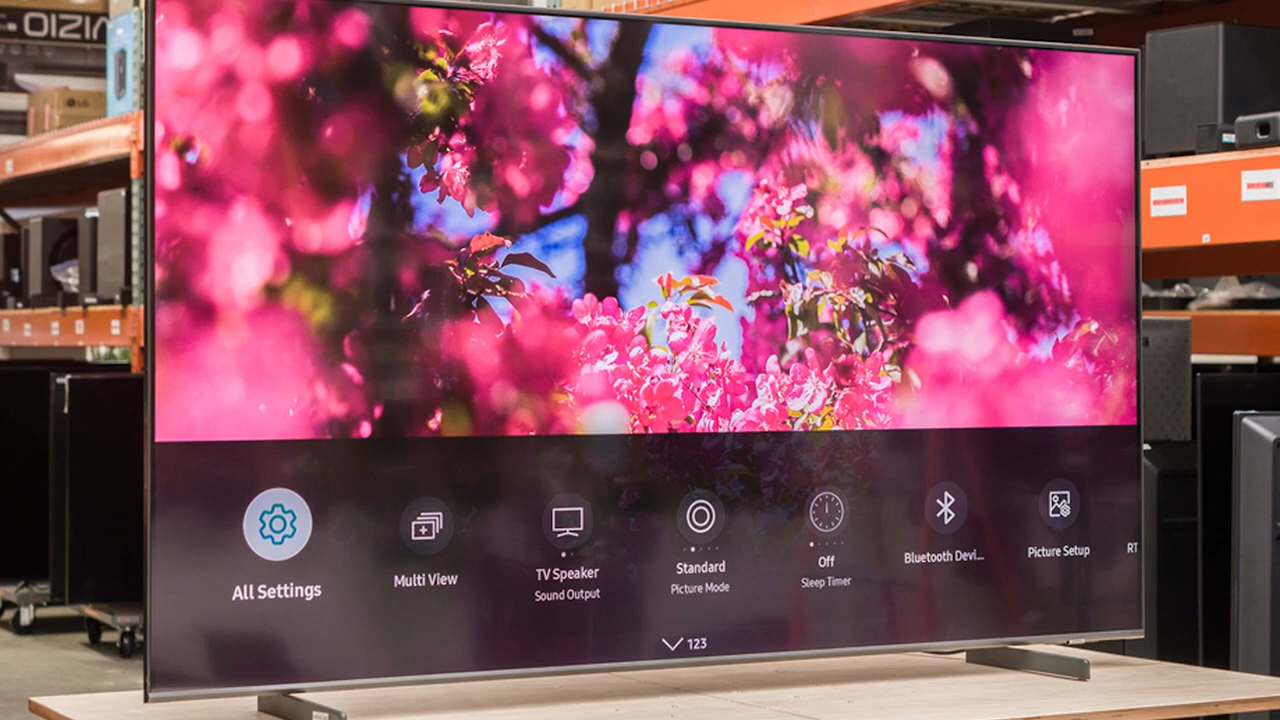 VIZIO
LG
All Settings
Multi View
TV Speaker
Sound Output
Standard
Picture Mode
Off
Sleep Timer
Bluetooth Devi...
Picture Setup
RT
123